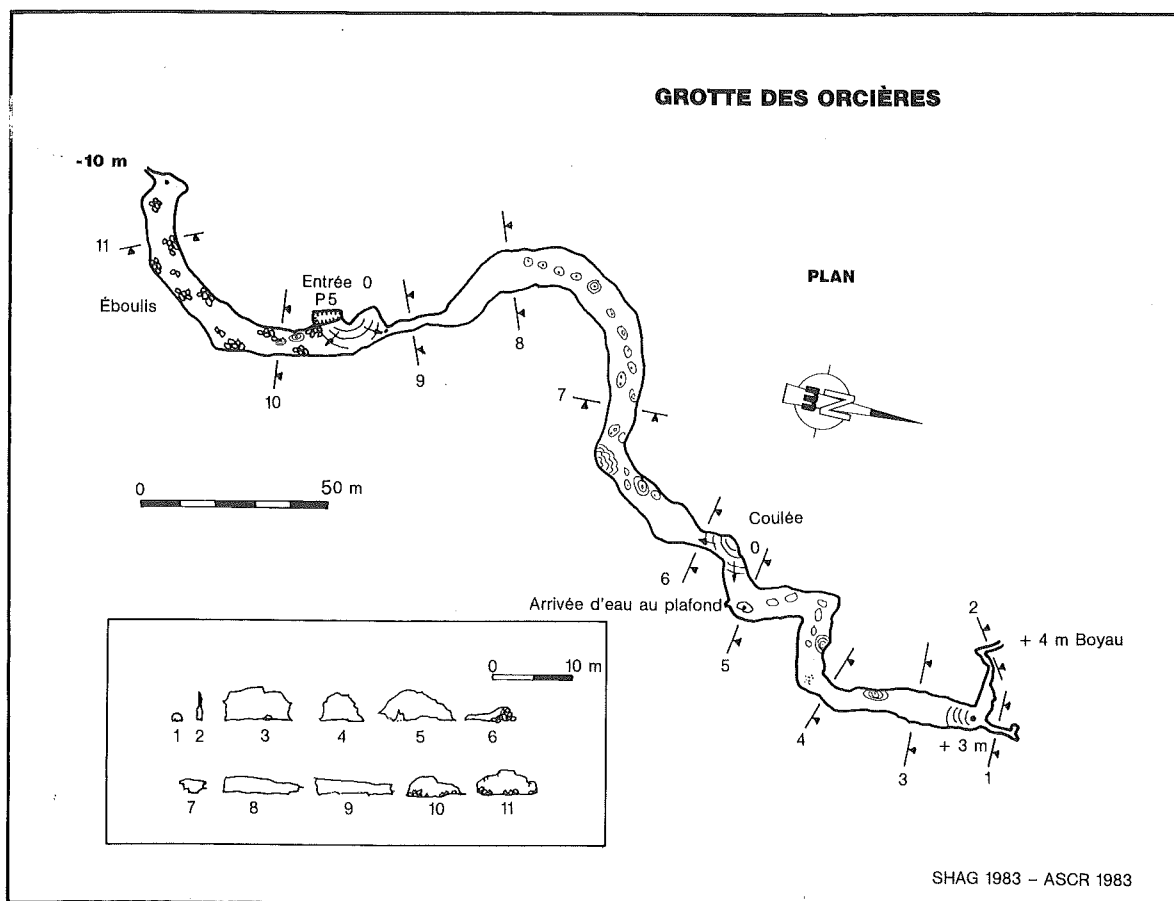 GROTTE DES ORCIÈRES
-10 m
PLAN
11
Éboulis
Entrée 0
P5
10
9
8
7
0 50 m
N
Coulée
0
6
Arrivée d'eau au plafond
5
2
+ 4 m Boyau
4
+ 3 m
3
1
0 10 m
1 2 3 4 5 6
7 8 9 10 11
SHAG 1983 – ASCR 1983